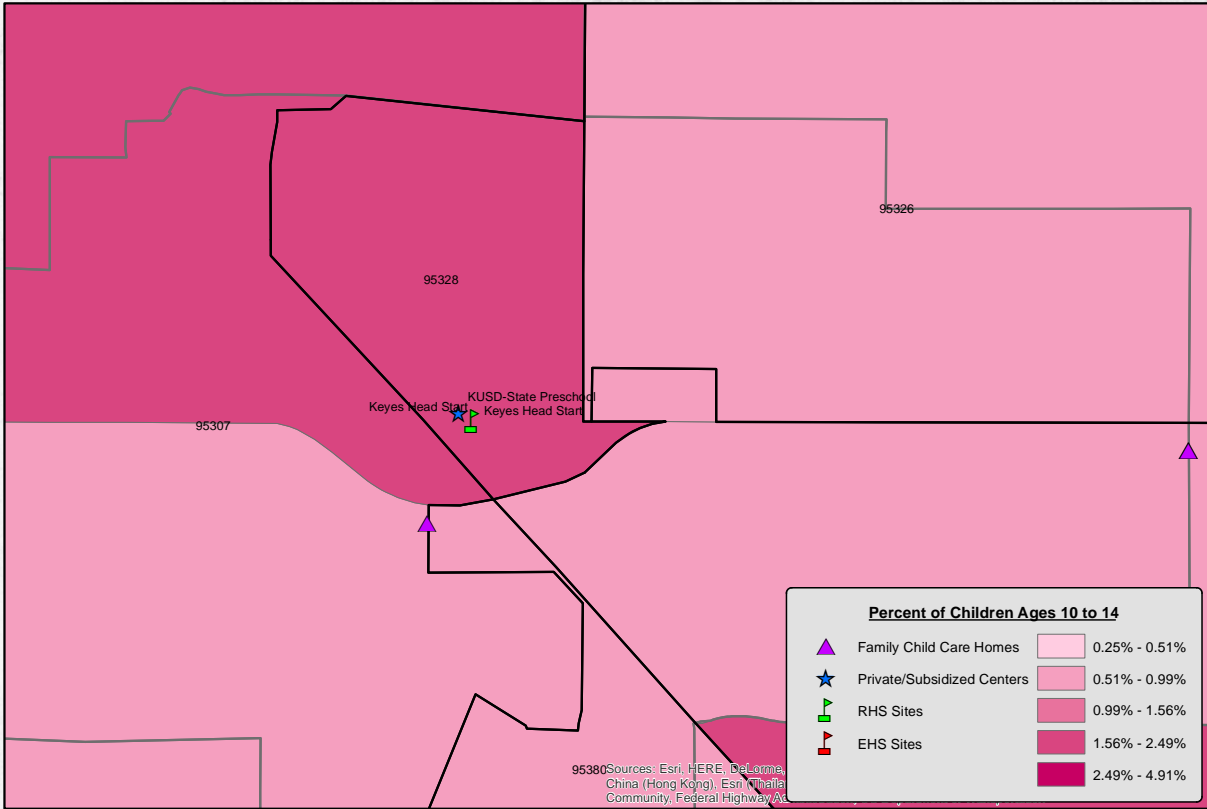 95326
95328
KUSD-State Preschool
Keyes Head Start
Keyes Head Start
95307
95380
Percent of Children Ages 10 to 14
Family Child Care Homes
Private/Subsidized Centers
RHS Sites
EHS Sites
0.25% - 0.51%
0.51% - 0.99%
0.99% - 1.56%
1.56% - 2.49%
2.49% - 4.91%
Sources: Esri, HERE, DeLorme,
China (Hong Kong), Esri
Community, Federal Highway